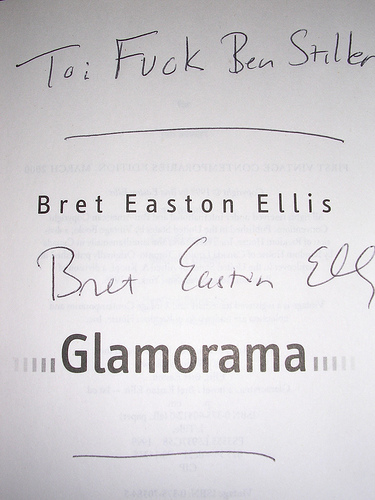 To: Fuck Ben Stiller
Bret Easton Ellis
Bret Easton Ellis
Glamorama